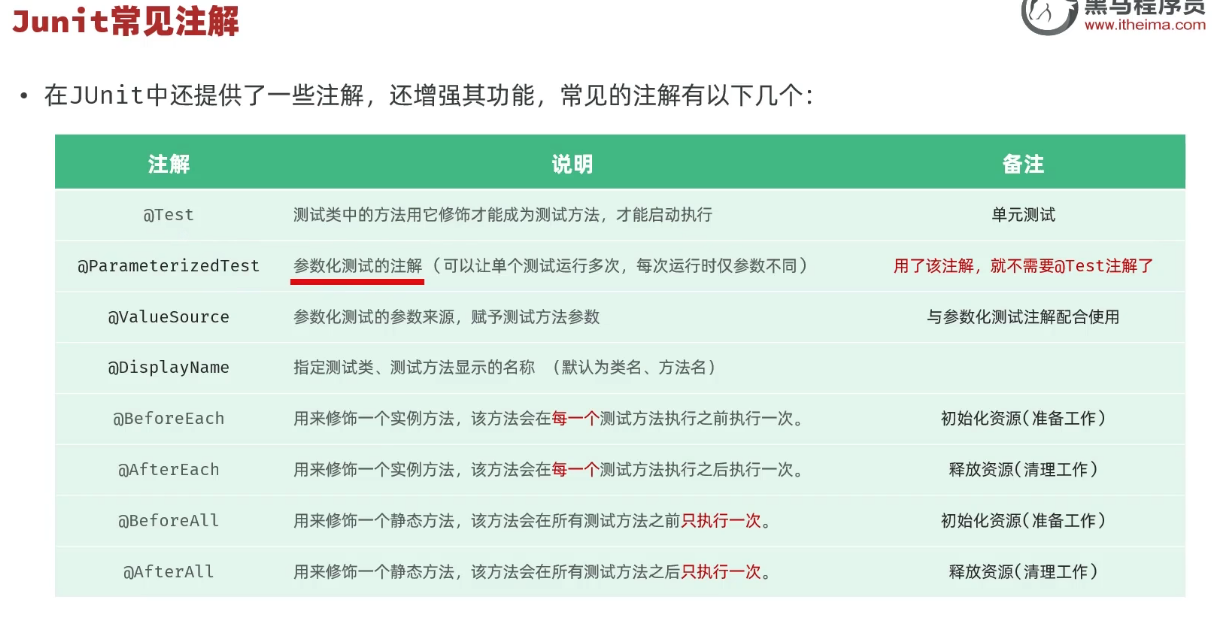 Junit常见注解
黑马程序员
www.itheima.com
• 在JUnit中还提供了一些注解，还增强其功能，常见的注解有以下几个：
注解 说明 备注
@Test 测试类中的方法用它修饰才能成为测试方法，才能启动执行 单元测试
@ParameterizedTest 参数化测试的注解（可以让单个测试运行多次，每次运行时仅参数不同） 用了该注解，就不需要@Test注解了
@ValueSource 参数化测试的参数来源，赋予测试方法参数 与参数化测试注解配合使用
@DisplayName 指定测试类、测试方法显示的名称 （默认为类名、方法名）
@BeforeEach 用来修饰一个实例方法，该方法会在每一个测试方法执行之前执行一次。 初始化资源(准备工作)
@AfterEach 用来修饰一个实例方法，该方法会在每一个测试方法执行之后执行一次。 释放资源(清理工作)
@BeforeAll 用来修饰一个静态方法，该方法会在所有测试方法之前只执行一次。 初始化资源(准备工作)
@AfterAll 用来修饰一个静态方法，该方法会在所有测试方法之后只执行一次。 释放资源(清理工作)